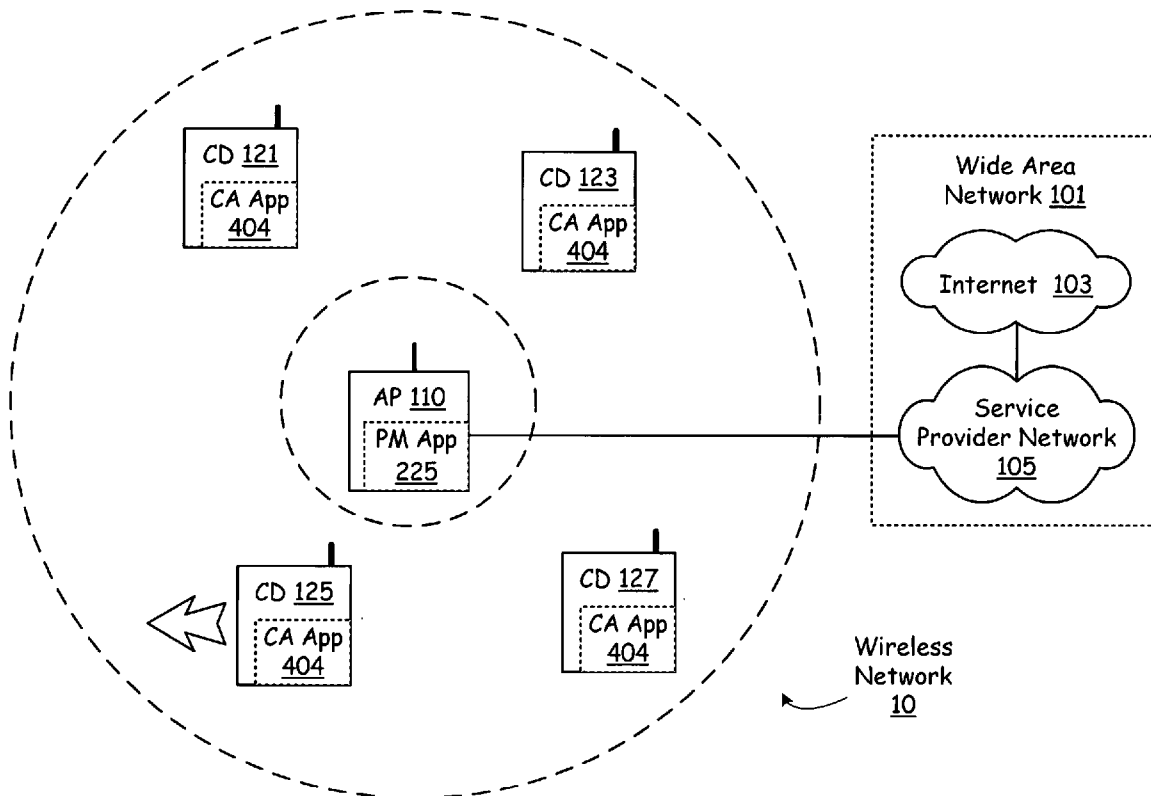 CD 121
CA App
404
CD 123
CA App
404
Wide Area
Network 101
Internet 103
Service
Provider Network
105
AP 110
PM App
225
CD 125
CA App
404
CD 127
CA App
404
Wireless
Network
10